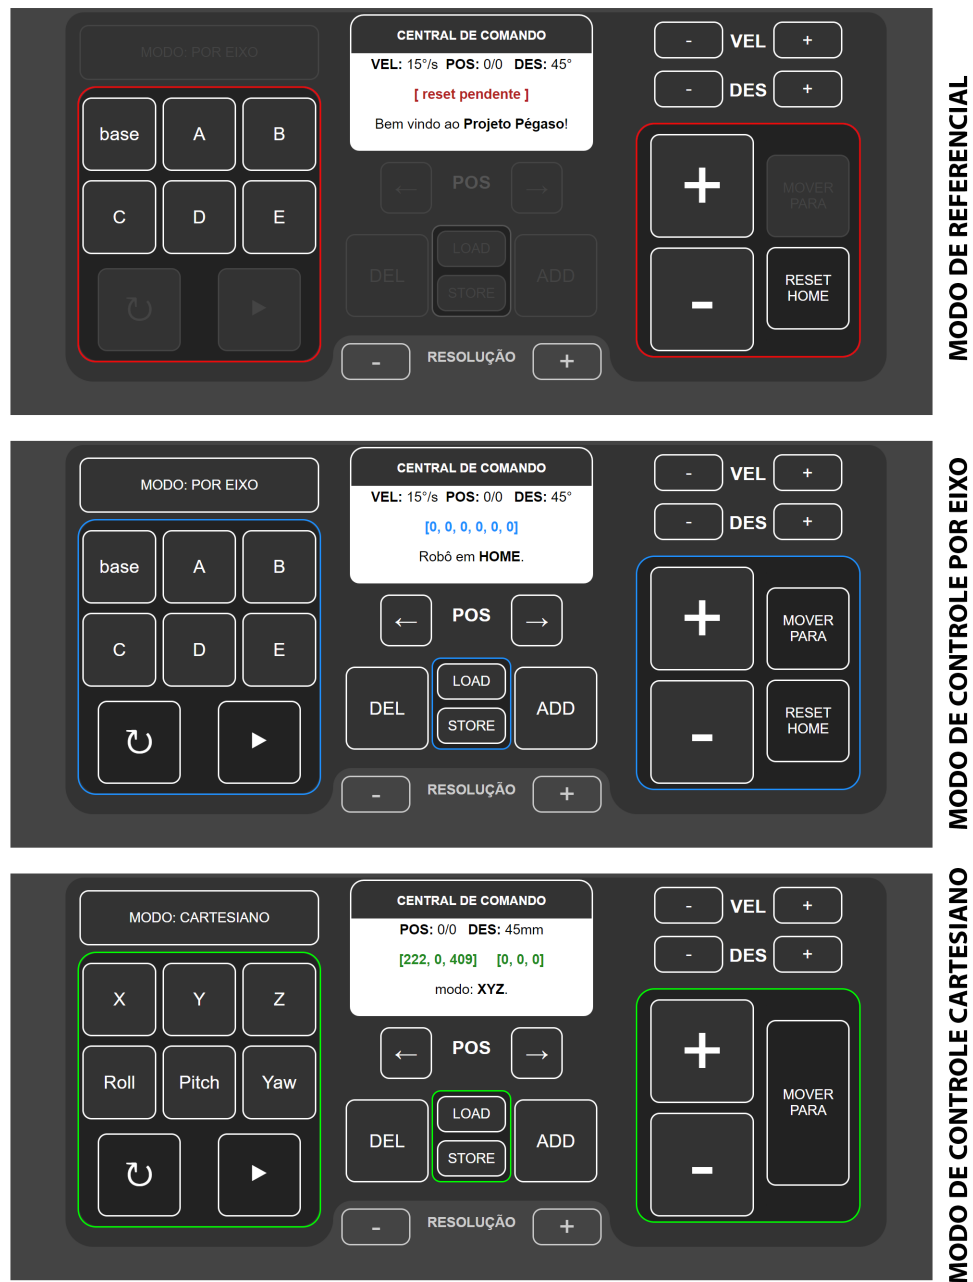 MODO: POR EIXO
CENTRAL DE COMANDO
VEL: 15°/s POS: 0/0 DES: 45°
[ reset pendente ]
Bem vindo ao Projeto Pégaso!
- VEL +
- DES +
base A B
C D E
↻ ▶
← POS →
DEL
LOAD
STORE
ADD
- RESOLUÇÃO +
+
-
MOVER
PARA
RESET
HOME
MODO DE REFERENCIAL
MODO: POR EIXO
CENTRAL DE COMANDO
VEL: 15°/s POS: 0/0 DES: 45°
[0, 0, 0, 0, 0, 0]
Robô em HOME.
- VEL +
- DES +
base A B
C D E
↻ ▶
← POS →
DEL
LOAD
STORE
ADD
- RESOLUÇÃO +
+
-
MOVER
PARA
RESET
HOME
MODO DE CONTROLE POR EIXO
MODO: CARTESIANO
CENTRAL DE COMANDO
POS: 0/0 DES: 45mm
[222, 0, 409] [0, 0, 0]
modo: XYZ.
- VEL +
- DES +
X Y Z
Roll Pitch Yaw
↻ ▶
← POS →
DEL
LOAD
STORE
ADD
- RESOLUÇÃO +
+
-
MOVER
PARA
MODO DE CONTROLE CARTESIANO